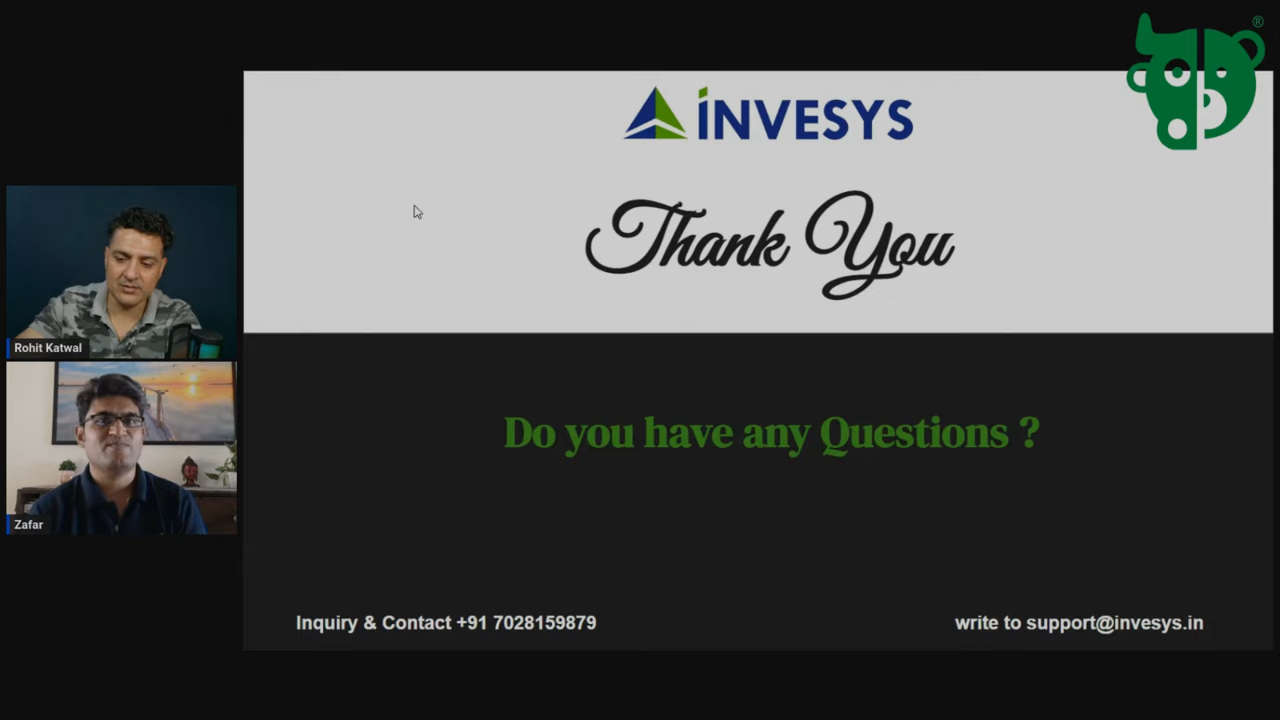 ®
INVESYS
Thank You
Rohit Katwal
Do you have any Questions ?
Zafar
Inquiry & Contact +91 7028159879
write to support@invesys.in